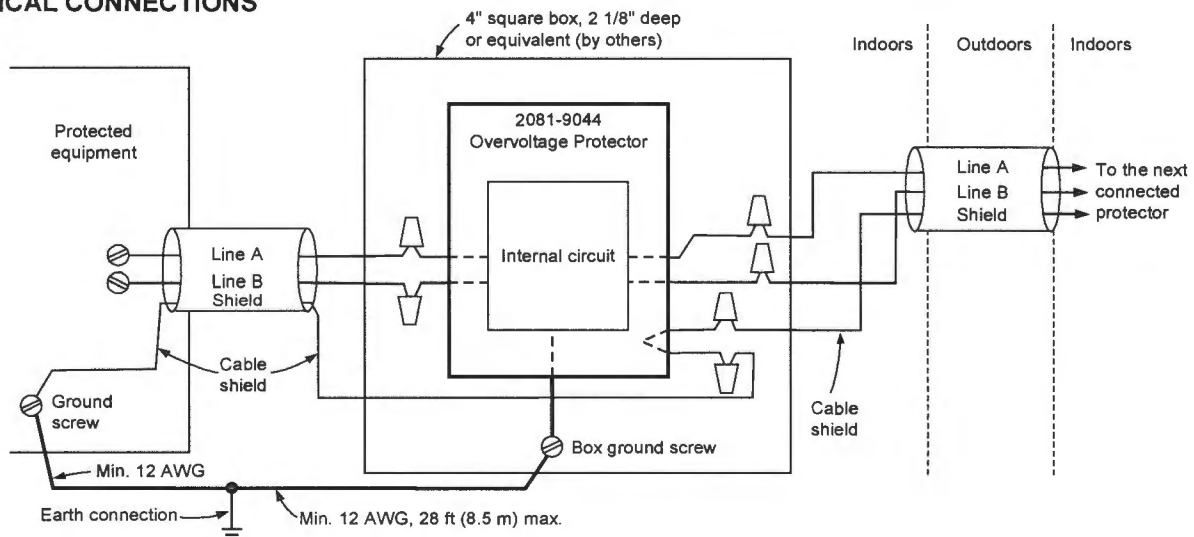 ICAL CONNECTIONS
4" square box, 2 1/8" deep
or equivalent (by others)
Indoors
Outdoors
Indoors
Protected
equipment
2081-9044
Overvoltage Protector
Internal circuit
Line A
Line B
Shield
Line A
Line B
Shield
To the next
connected
protector
Cable
shield
Cable
shield
Ground
screw
Box ground screw
Min. 12 AWG
Earth connection
Min. 12 AWG, 28 ft (8.5 m) max.